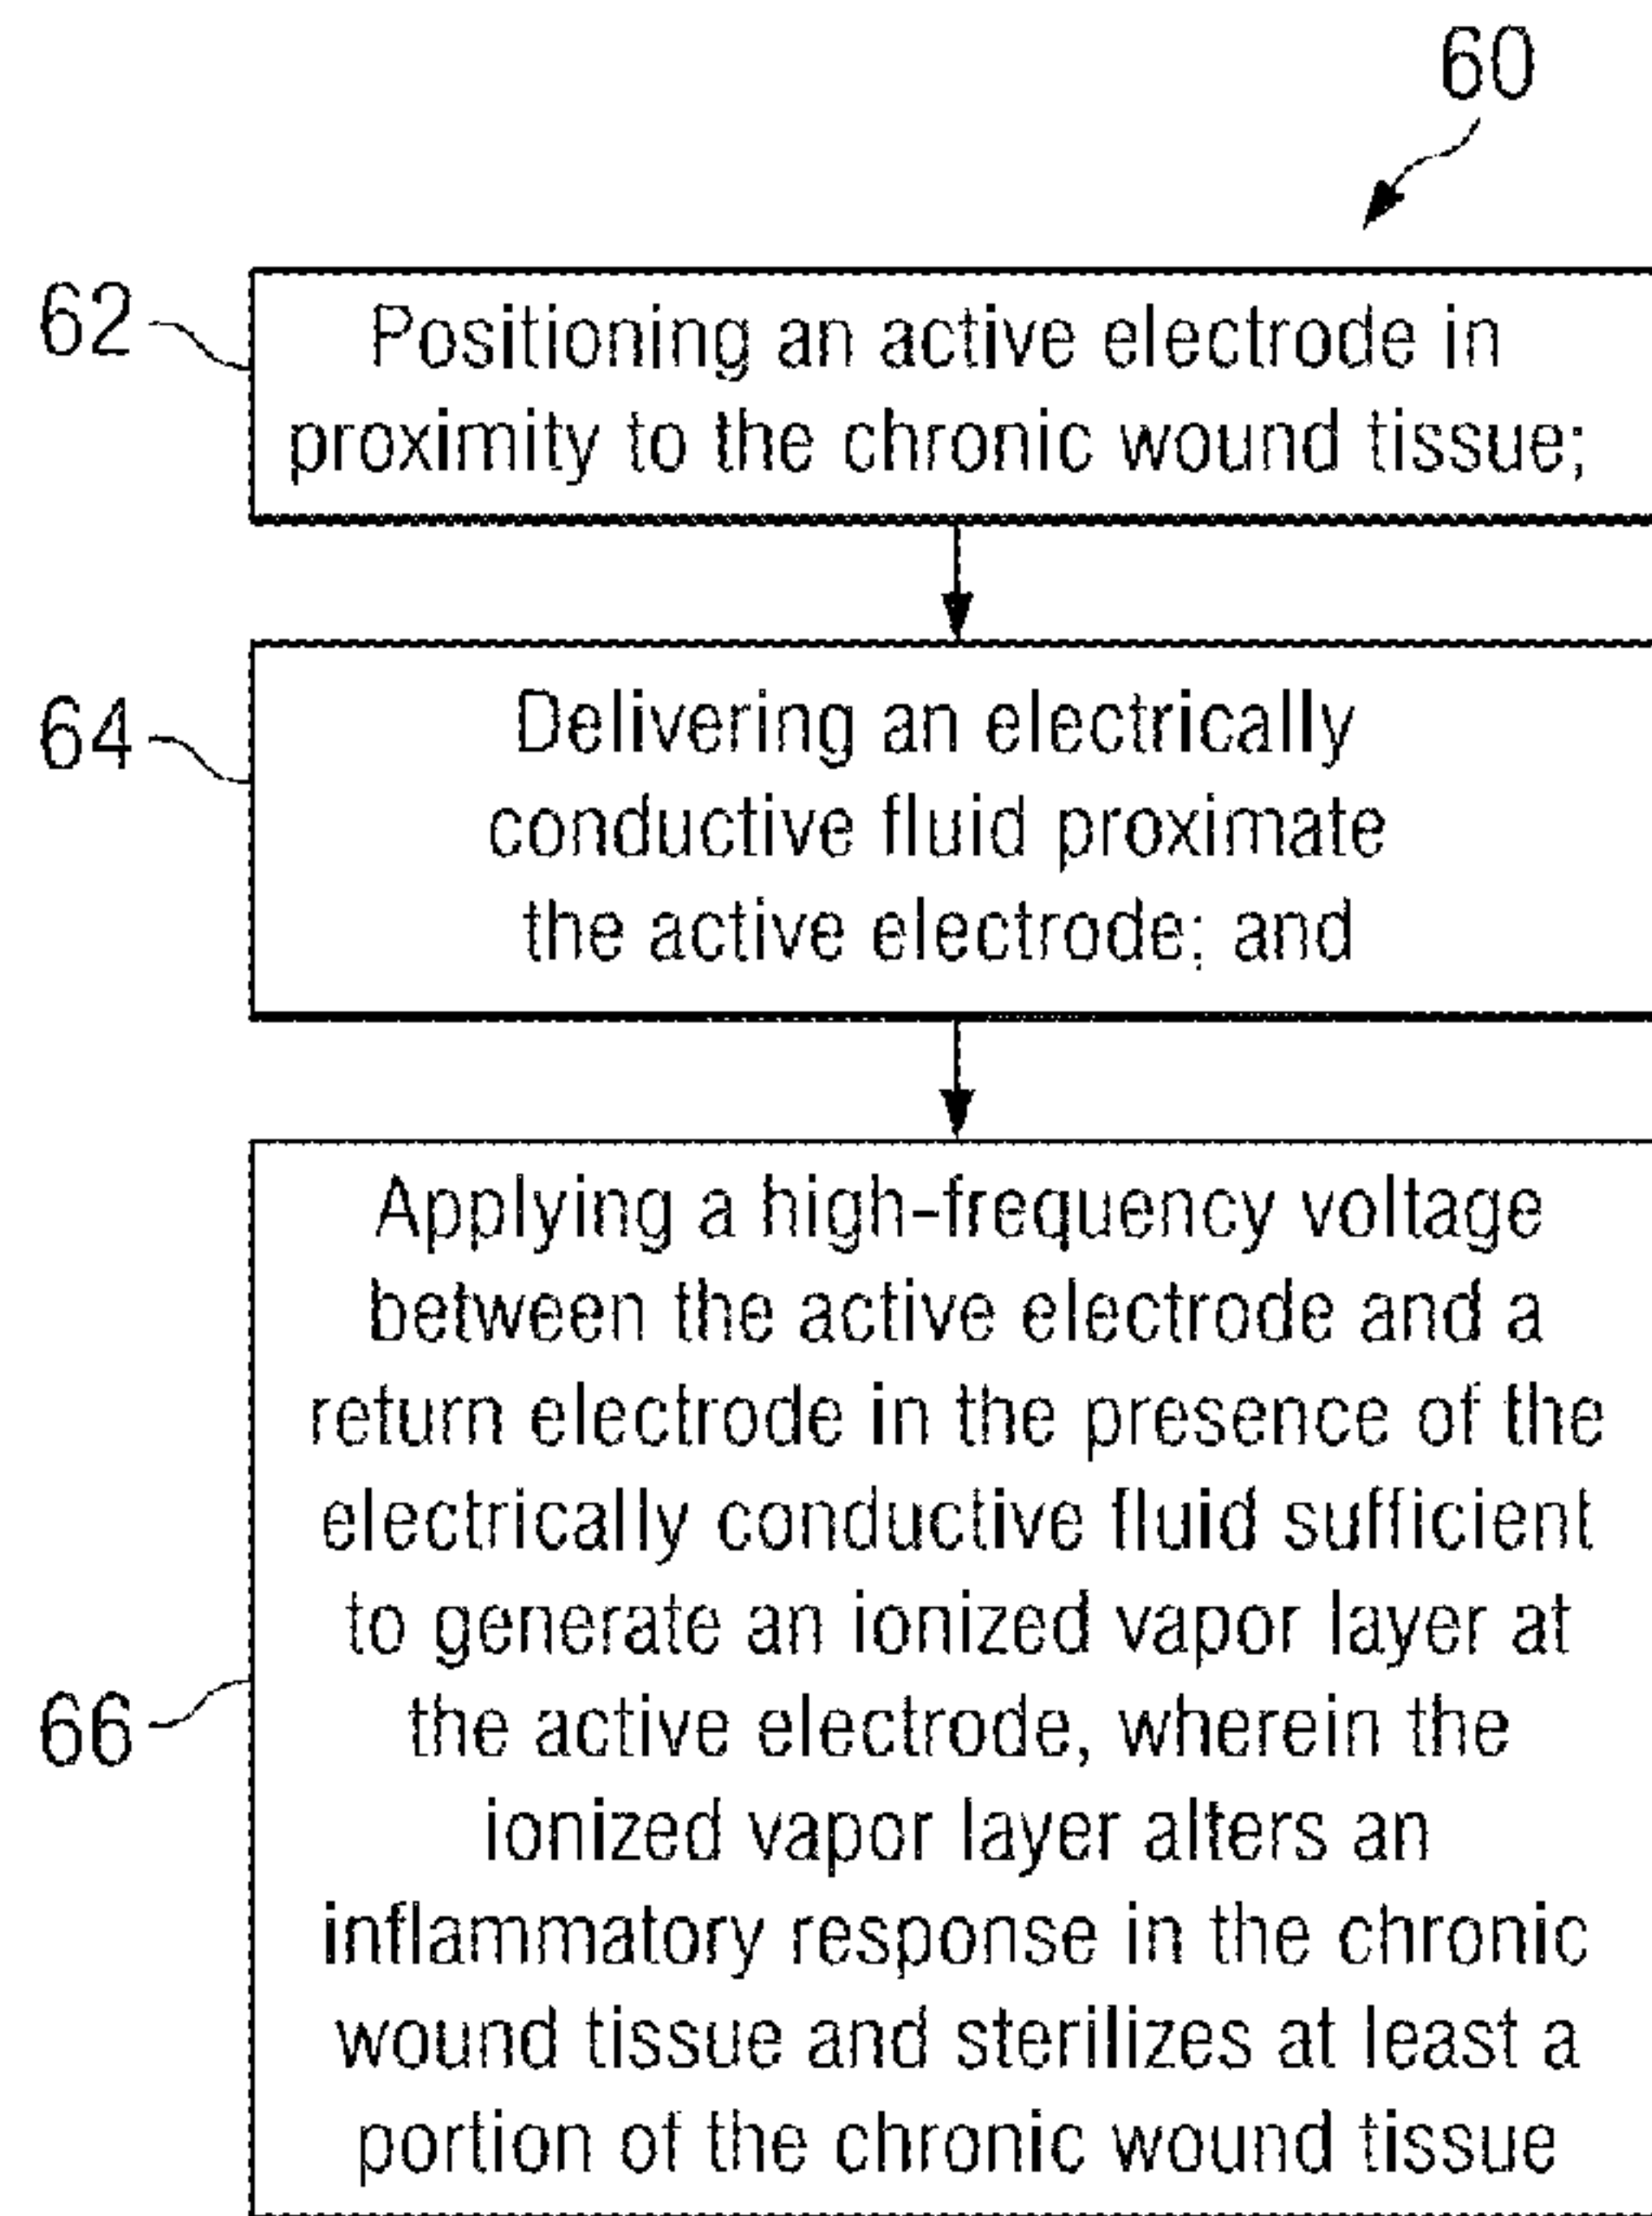 60
62
Positioning an active electrode in
proximity to the chronic wound tissue;
64
Delivering an electrically
conductive fluid proximate
the active electrode; and
66
Applying a high-frequency voltage
between the active electrode and a
return electrode in the presence of the
electrically conductive fluid sufficient
to generate an ionized vapor layer at
the active electrode, wherein the
ionized vapor layer alters an
inflammatory response in the chronic
wound tissue and sterilizes at least a
portion of the chronic wound tissue